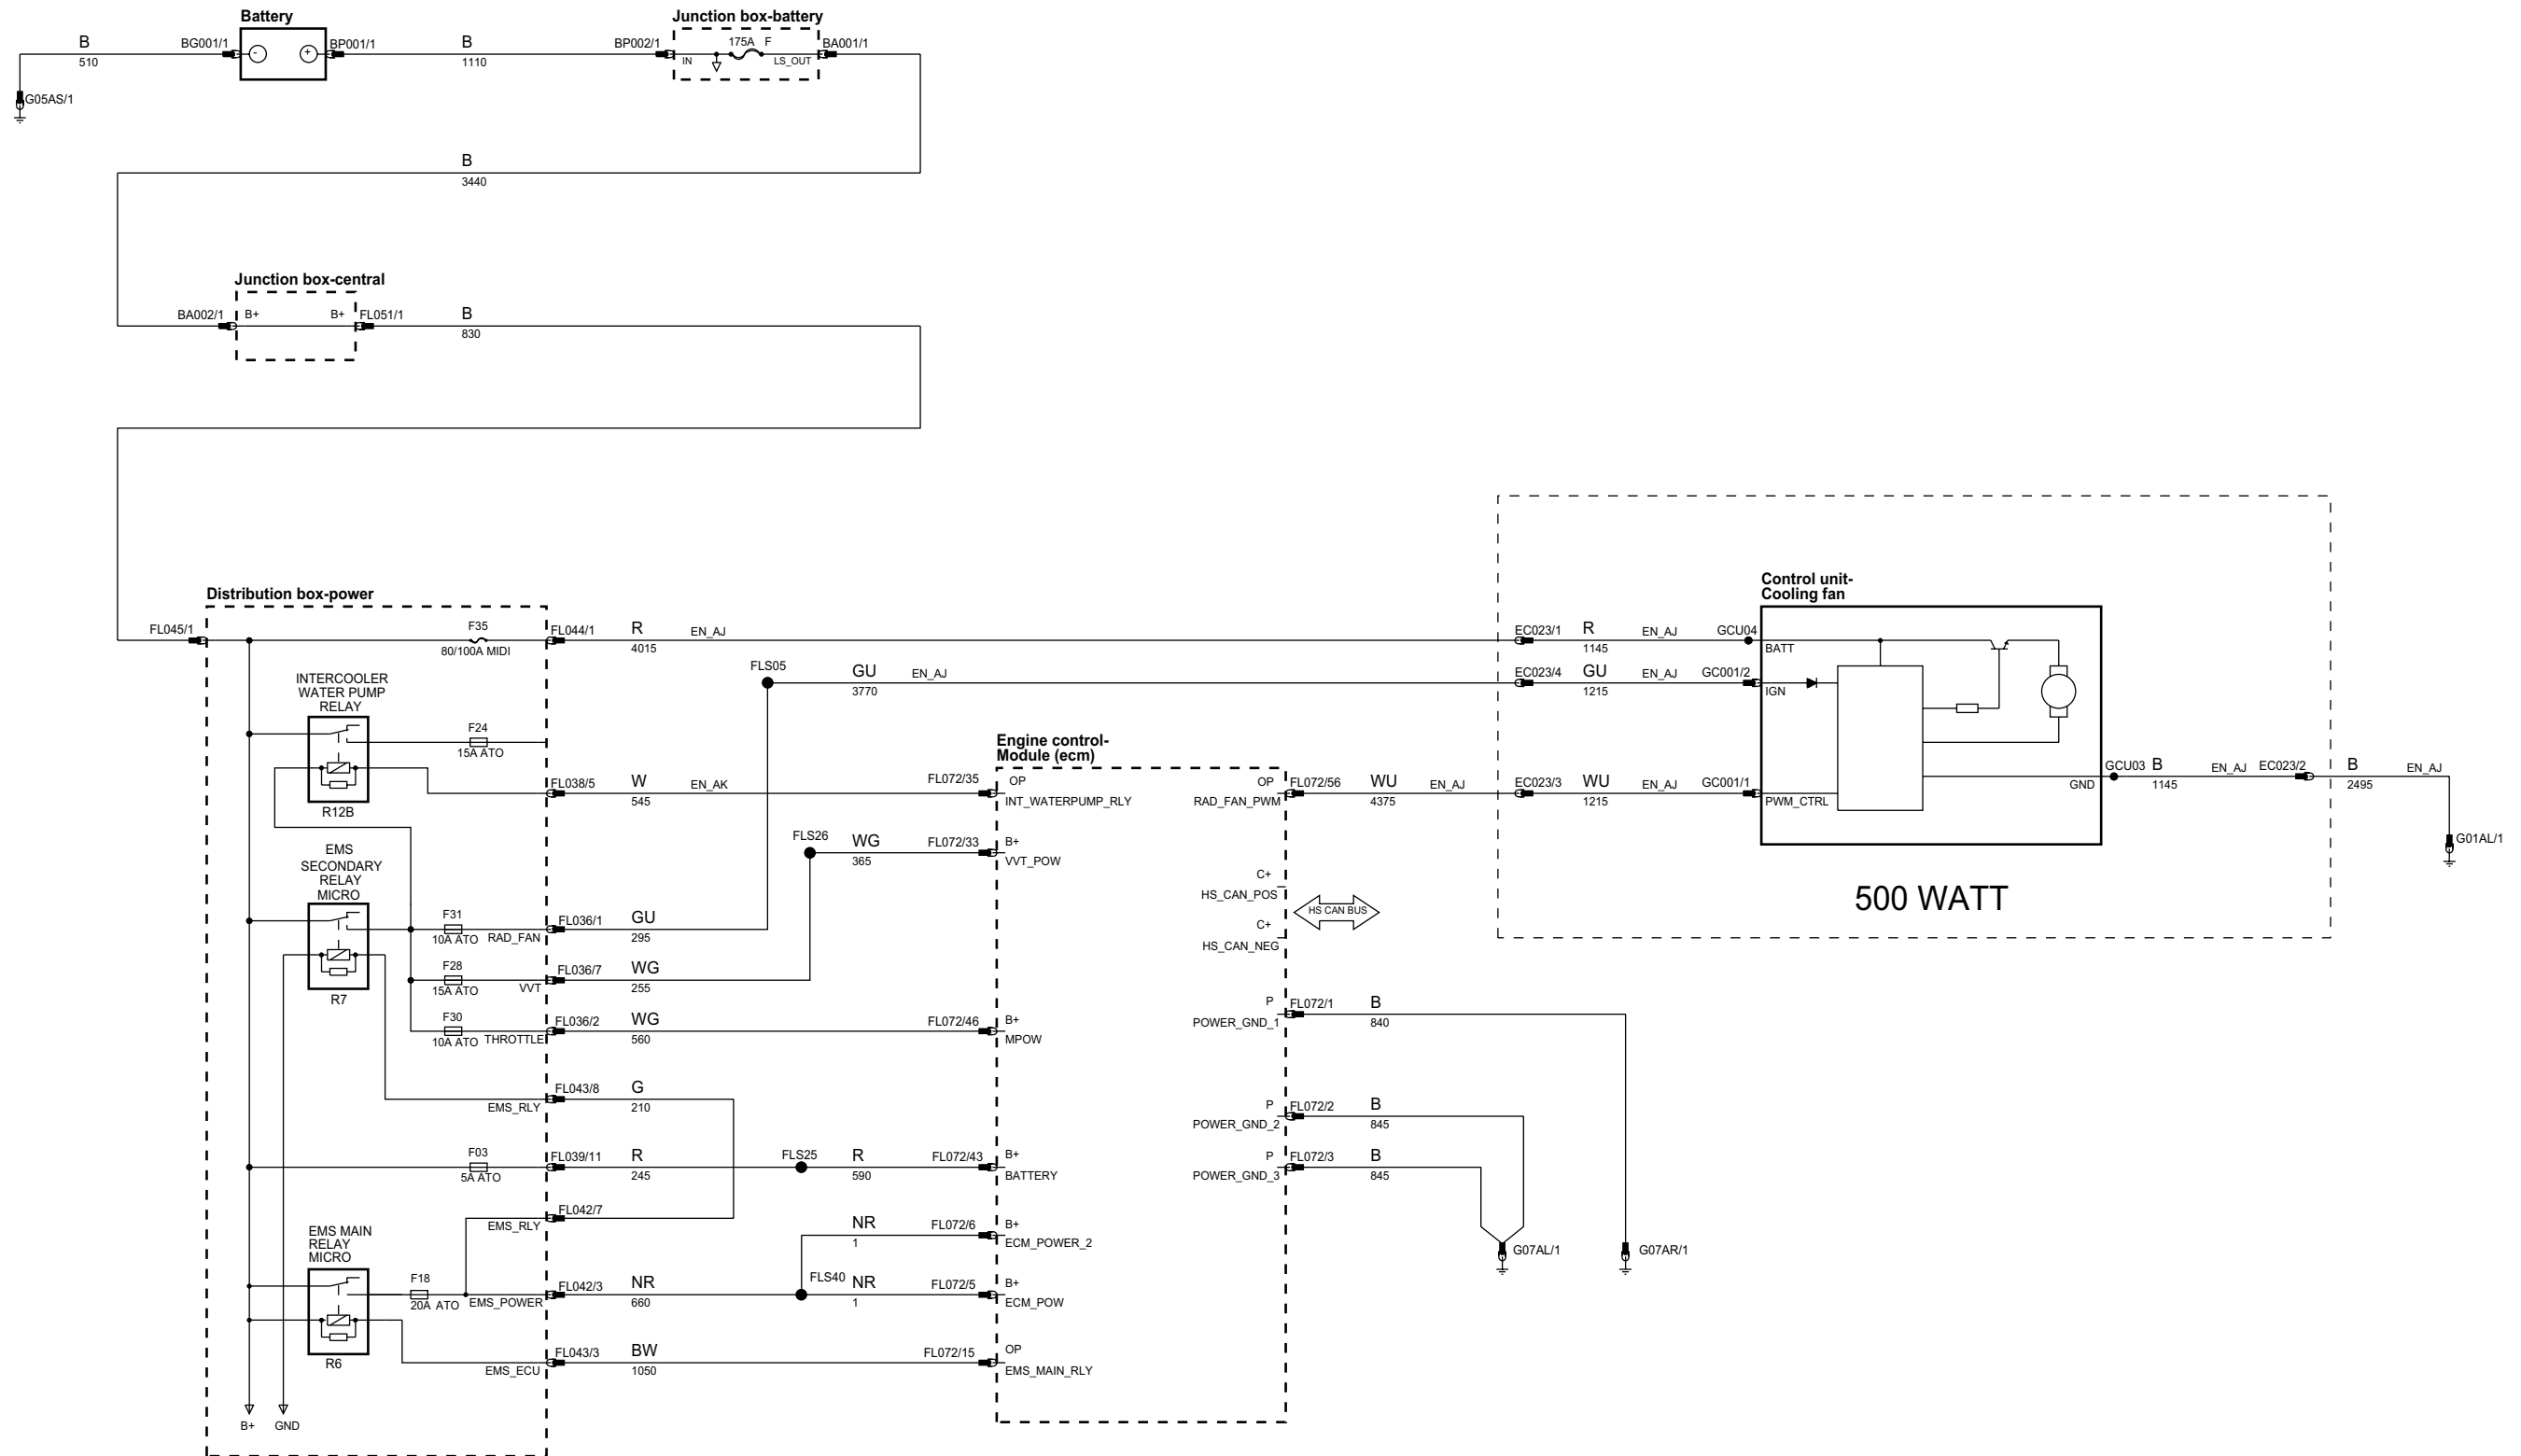 Battery
Junction box-battery
B
510
BG001/1
-
+
BP001/1
B
1110
BP002/1
175A F
IN
LS_OUT
BA001/1
G05AS/1
B
3440
Junction box-central
BA002/1
B+
B+
FL051/1
B
830
Control unit-
Cooling fan
Distribution box-power
FL045/1
F35
80/100A MIDI
FL044/1
R
4015
EN_AJ
EC023/1
R
1145
EN_AJ
GCU04
BATT
FLS05
GU
3770
EN_AJ
EC023/4
GU
1215
EN_AJ
GC001/2
IGN
INTERCOOLER
WATER PUMP
RELAY
F24
15A ATO
R12B
Engine control-
Module (ecm)
FL038/5
W
545
EN_AK
FL072/35
OP
INT_WATERPUMP_RLY
OP
RAD_FAN_PWM
FL072/56
WU
4375
EN_AJ
EC023/3
WU
1215
EN_AJ
GC001/1
PWM_CTRL
GND
GCU03
B
1145
EN_AJ
EC023/2
B
2495
EN_AJ
G01AL/1
500 WATT
FLS26
WG
365
FL072/33
B+
VVT_POW
C+
HS_CAN_POS
HS CAN BUS
C+
HS_CAN_NEG
EMS
SECONDARY
RELAY
MICRO
R7
F31
10A ATO
RAD_FAN
FL036/1
GU
295
F28
15A ATO
VVT
FL036/7
WG
255
F30
10A ATO
THROTTLE
FL036/2
WG
560
FL072/46
B+
MPOW
P
POWER_GND_1
FL072/1
B
840
FL043/8
EMS_RLY
G
210
P
POWER_GND_2
FL072/2
B
845
F03
5A ATO
FL039/11
R
245
FLS25
R
590
FL072/43
B+
BATTERY
P
POWER_GND_3
FL072/3
B
845
FL042/7
EMS_RLY
NR
1
FL072/6
B+
ECM_POWER_2
G07AL/1
G07AR/1
EMS MAIN
RELAY
MICRO
R6
F18
20A ATO
EMS_POWER
FL042/3
NR
660
FLS40
NR
1
FL072/5
B+
ECM_POW
EMS_ECU
FL043/3
BW
1050
FL072/15
OP
EMS_MAIN_RLY
B+
GND